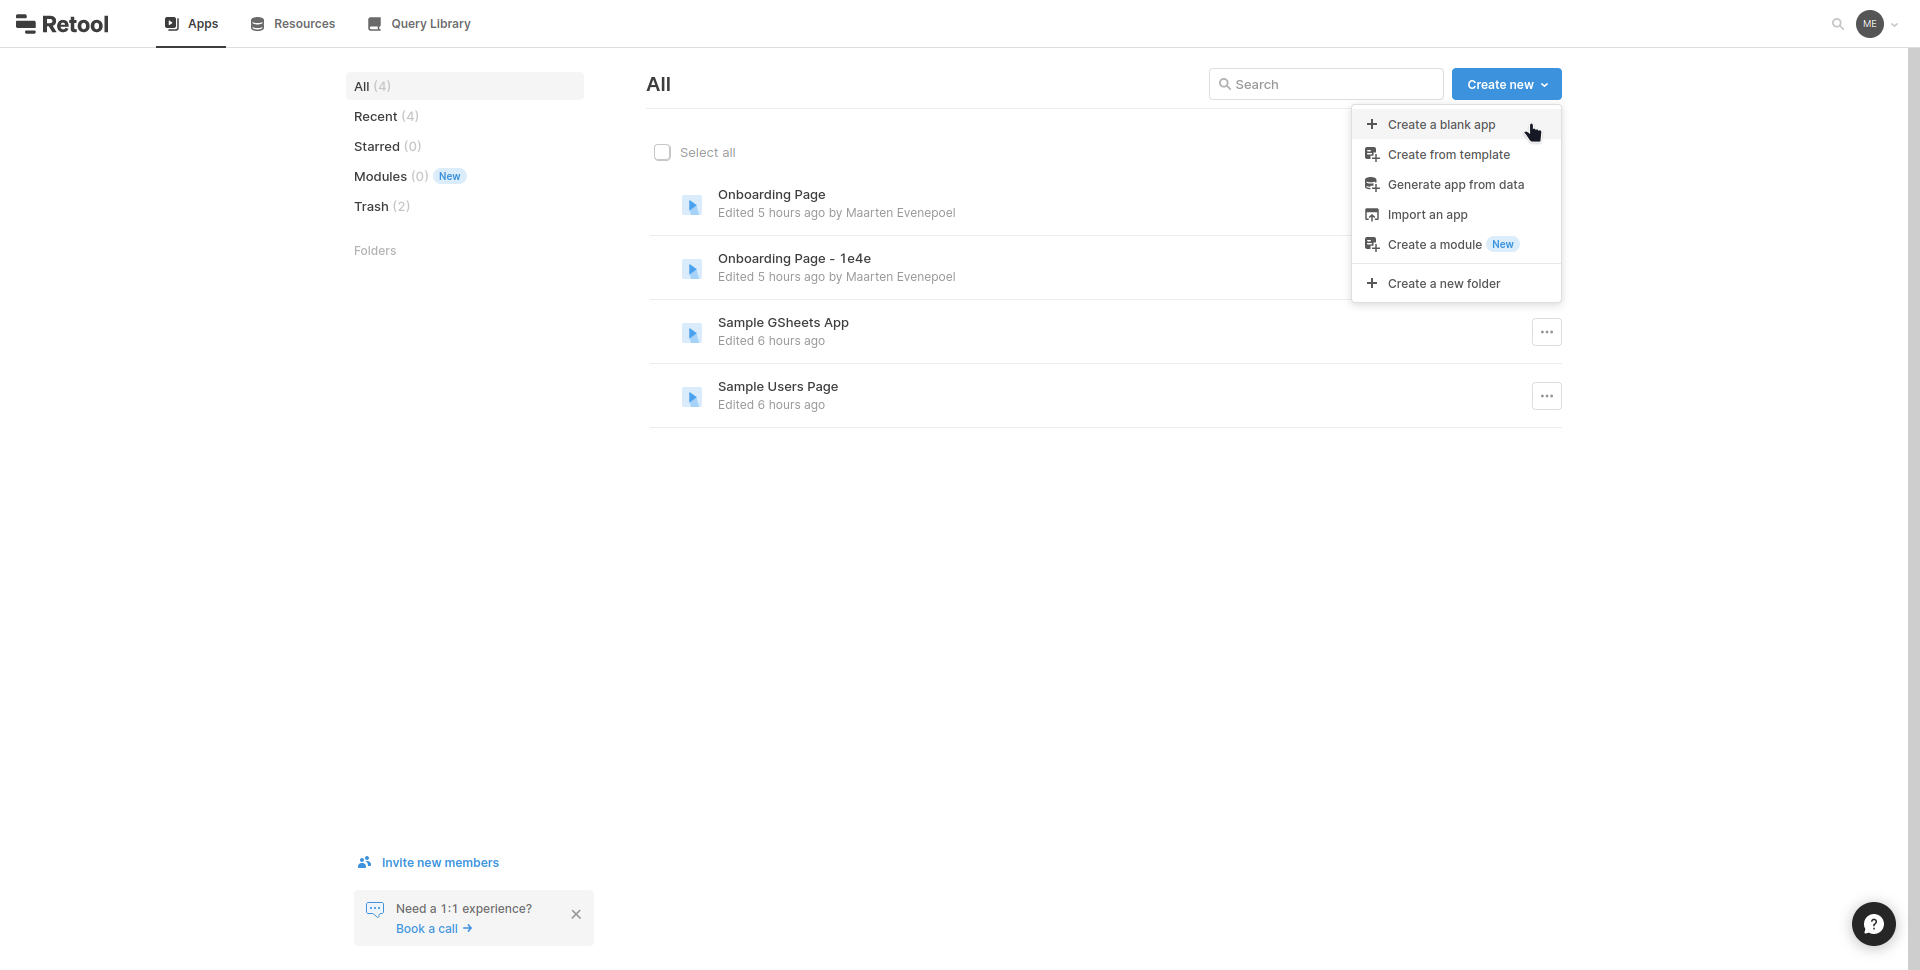 Retool
Apps
Resources
Query Library
ME
All (4)
Recent (4)
Starred (0)
Modules (0) New
Trash (2)
Folders
All
Search
Create new
Create a blank app
Create from template
Generate app from data
Import an app
Create a module New
Create a new folder
Select all
Onboarding Page
Edited 5 hours ago by Maarten Evenepoel
Onboarding Page - 1e4e
Edited 5 hours ago by Maarten Evenepoel
Sample GSheets App
Edited 6 hours ago
Sample Users Page
Edited 6 hours ago
Invite new members
Need a 1:1 experience?
Book a call →
?